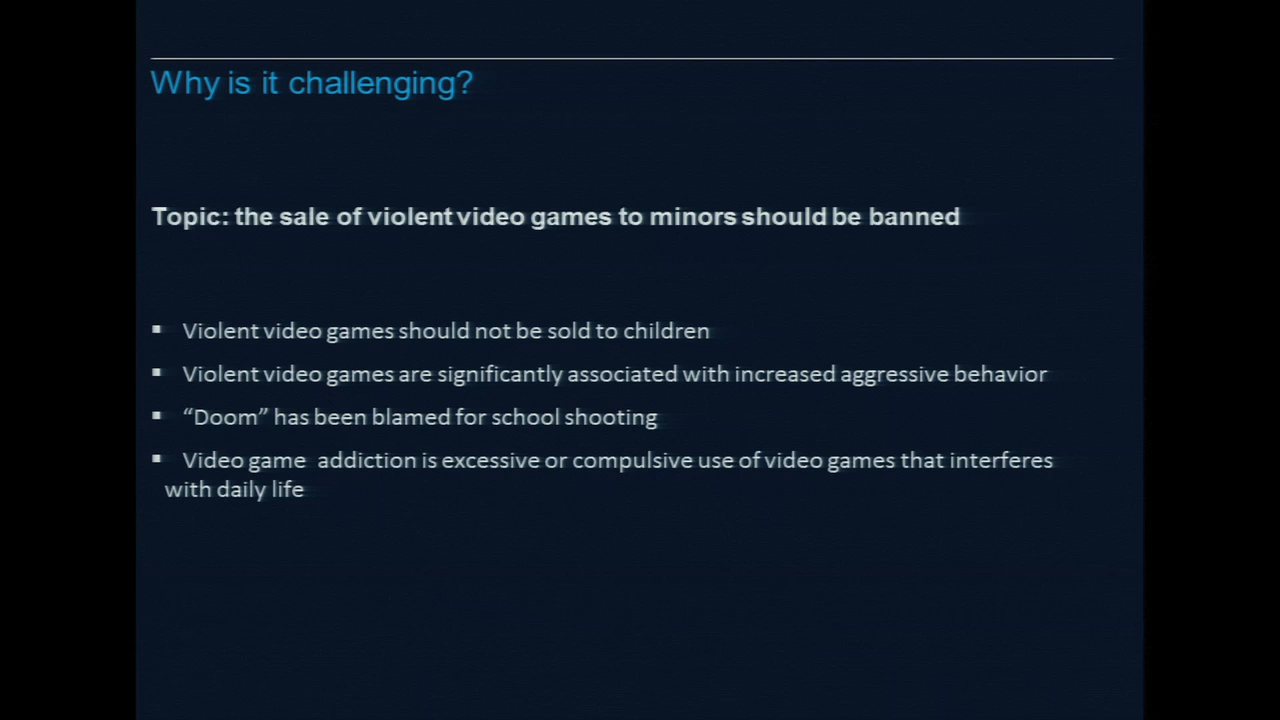 Why is it challenging?
Topic: the sale of violent video games to minors should be banned
▪ Violent video games should not be sold to children
▪ Violent video games are significantly associated with increased aggressive behavior
▪ “Doom” has been blamed for school shooting
▪ Video game addiction is excessive or compulsive use of video games that interferes
with daily life